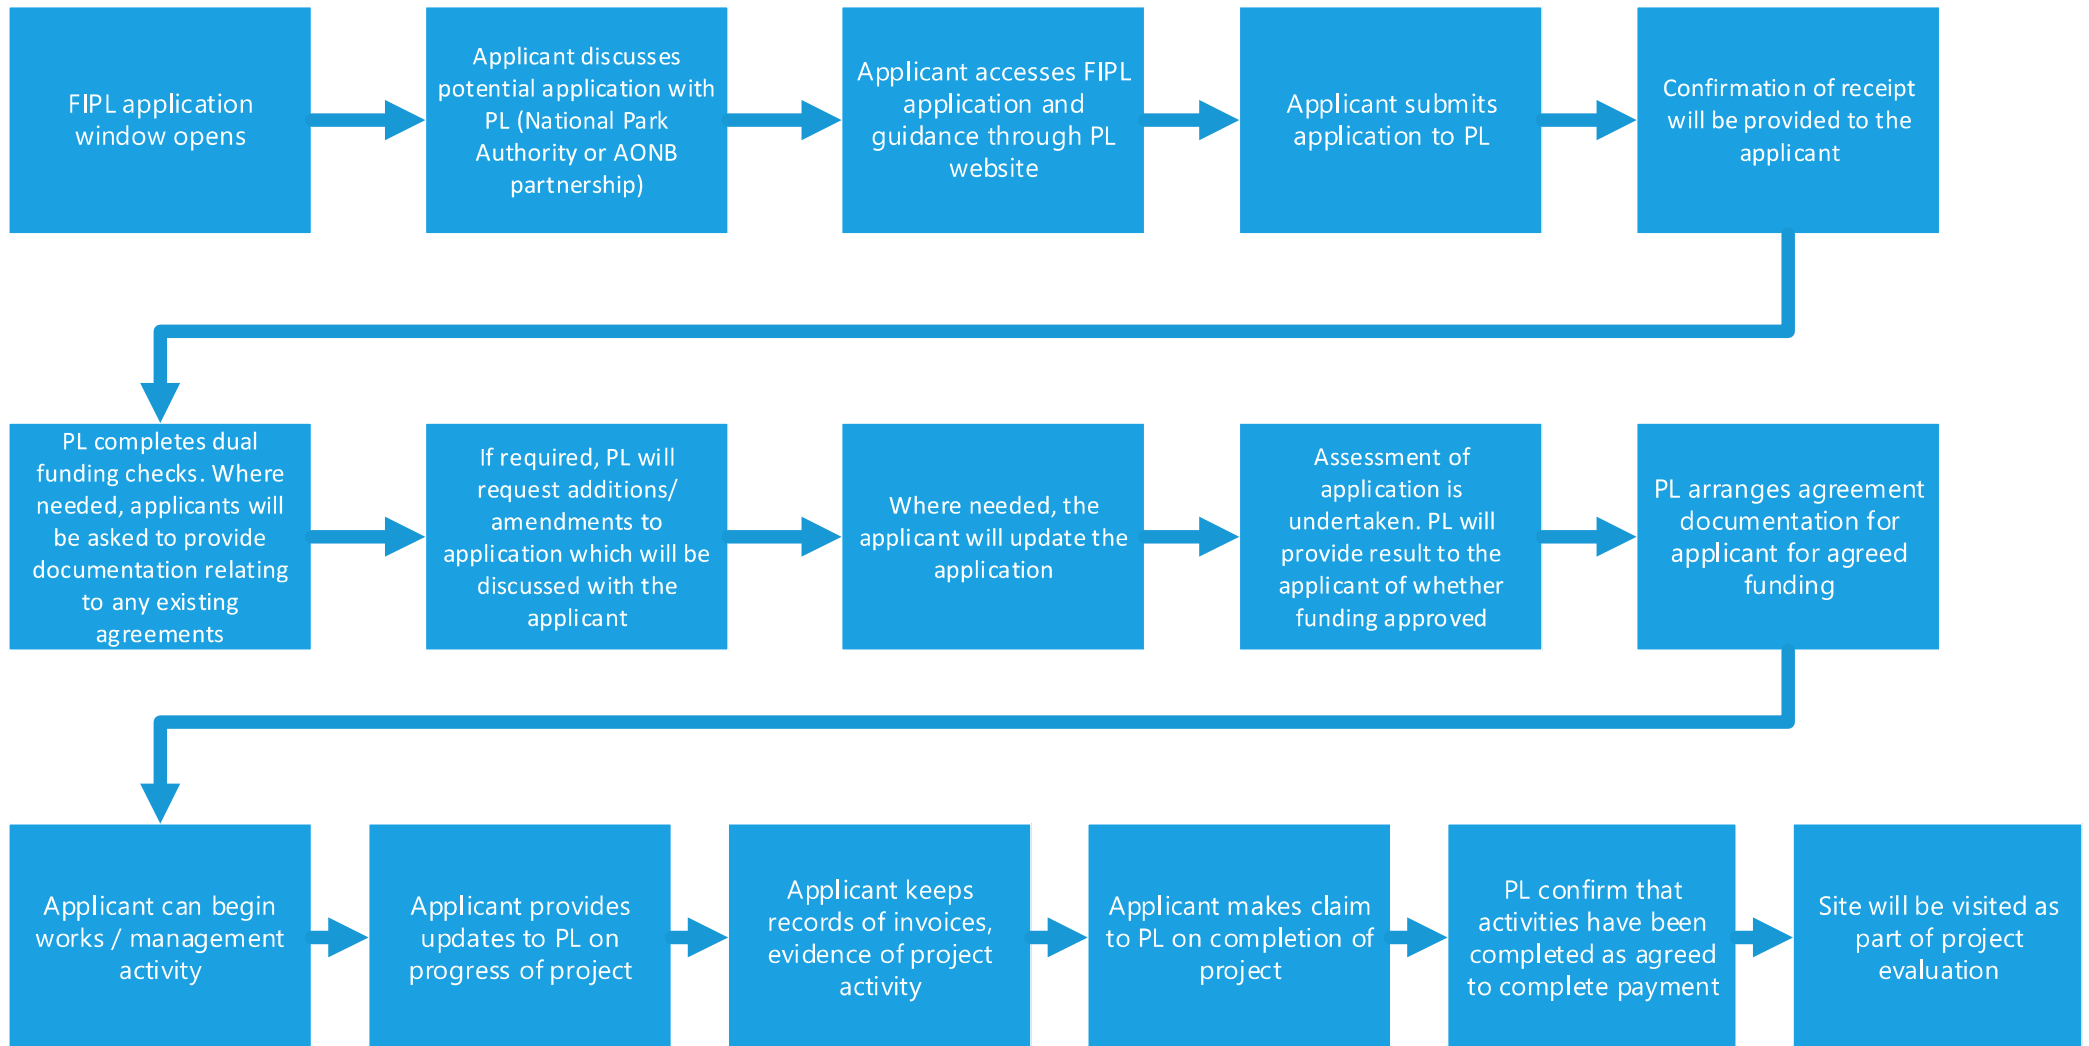 FIPL application
window opens
Applicant discusses
potential application with
PL (National Park
Authority or AONB
partnership)
Applicant accesses FIPL
application and
guidance through PL
website
Applicant submits
application to PL
Confirmation of receipt
will be provided to the
applicant
PL completes dual
funding checks. Where
needed, applicants will
be asked to provide
documentation relating
to any existing
agreements
If required, PL will
request additions/
amendments to
application which will be
discussed with the
applicant
Where needed, the
applicant will update the
application
Assessment of
application is
undertaken. PL will
provide result to the
applicant of whether
funding approved
PL arranges agreement
documentation for
applicant for agreed
funding
Applicant can begin
works / management
activity
Applicant provides
updates to PL on
progress of project
Applicant keeps
records of invoices,
evidence of project
activity
Applicant makes claim
to PL on completion of
project
PL confirm that
activities have been
completed as agreed
to complete payment
Site will be visited as
part of project
evaluation